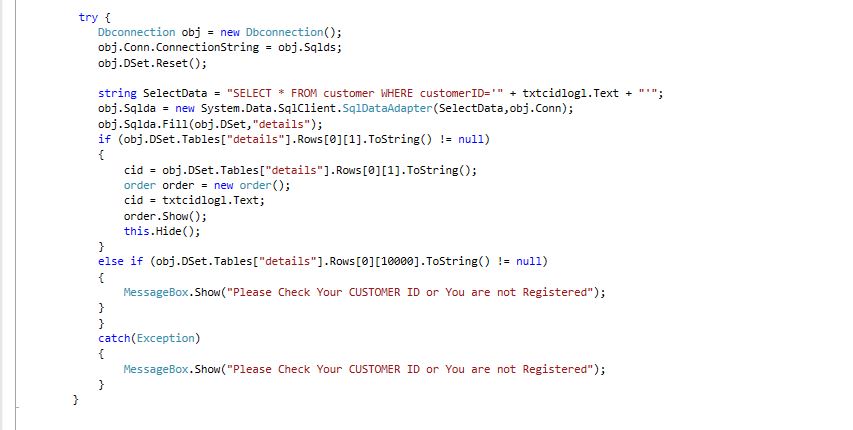 try {
Dbconnection obj = new Dbconnection();
obj.Conn.ConnectionString = obj.Sqlds;
obj.DSet.Reset();
string SelectData = "SELECT * FROM customer WHERE customerID='" + txtcidlog1.Text + "'";
obj.Sqlda = new System.Data.SqlClient.SqlDataAdapter(SelectData,obj.Conn);
obj.Sqlda.Fill(obj.DSet,"details");
if (obj.DSet.Tables["details"].Rows[0][1].ToString() != null)
{
cid = obj.DSet.Tables["details"].Rows[0][1].ToString();
order order = new order();
cid = txtcidlog1.Text;
order.Show();
this.Hide();
}
else if (obj.DSet.Tables["details"].Rows[0][10000].ToString() != null)
{
MessageBox.Show("Please Check Your CUSTOMER ID or You are not Registered");
}
}
catch(Exception)
{
MessageBox.Show("Please Check Your CUSTOMER ID or You are not Registered");
}
}